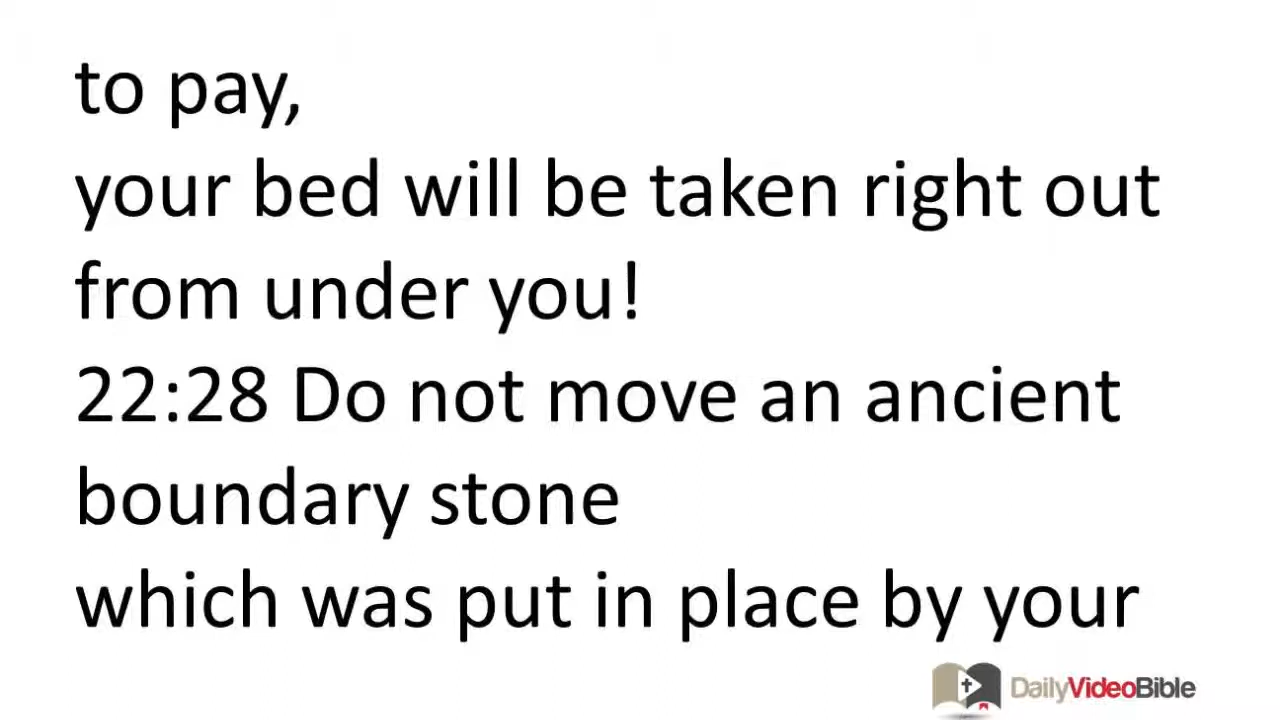 to pay,
your bed will be taken right out
from under you!
22:28 Do not move an ancient
boundary stone
which was put in place by your
DailyVideoBible